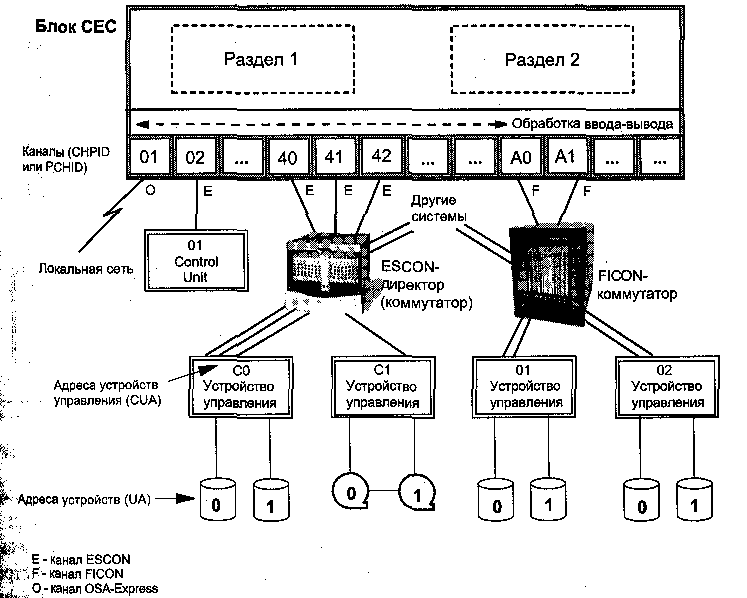 Блок CEC
Раздел 1
Раздел 2
Обработка ввода-вывода
Каналы (CHPID
или PCHID)
01 02 ... 40 41 42 ... ... A0 A1 ... ...
O E E E E F F
Другие
системы
Локальная сеть
01
Control
Unit
ESCON-
директор
(коммутатор)
FICON-
коммутатор
Адреса устройств
управления (CUA)
C0
Устройство
управления
C1
Устройство
управления
01
Устройство
управления
02
Устройство
управления
Адреса устройств (UA)
0 1 0 1 0 1 0 1
E - канал ESCON
F - канал FICON
O - канал OSA-Express